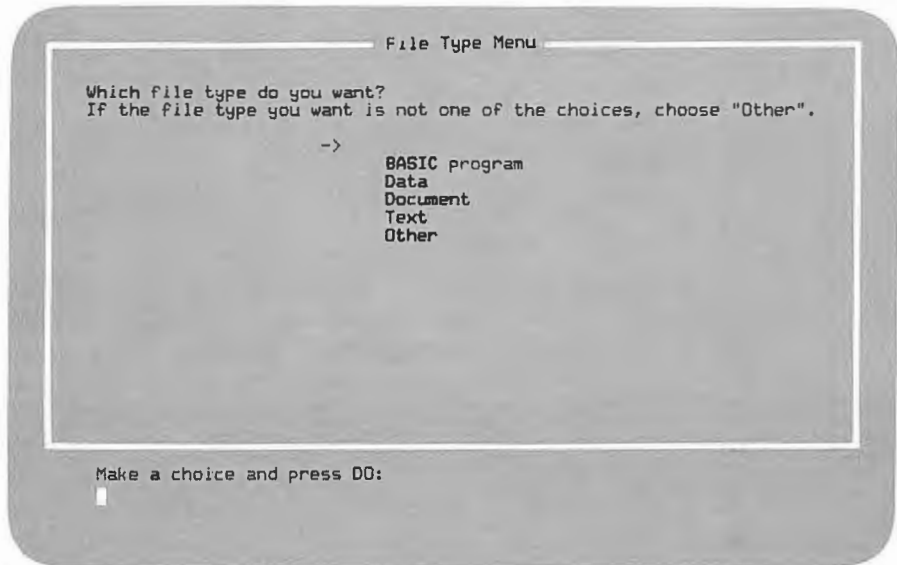 File Type Menu
Which file type do you want?
If the file type you want is not one of the choices, choose "Other".
->
BASIC program
Data
Document
Text
Other
Make a choice and press DO: